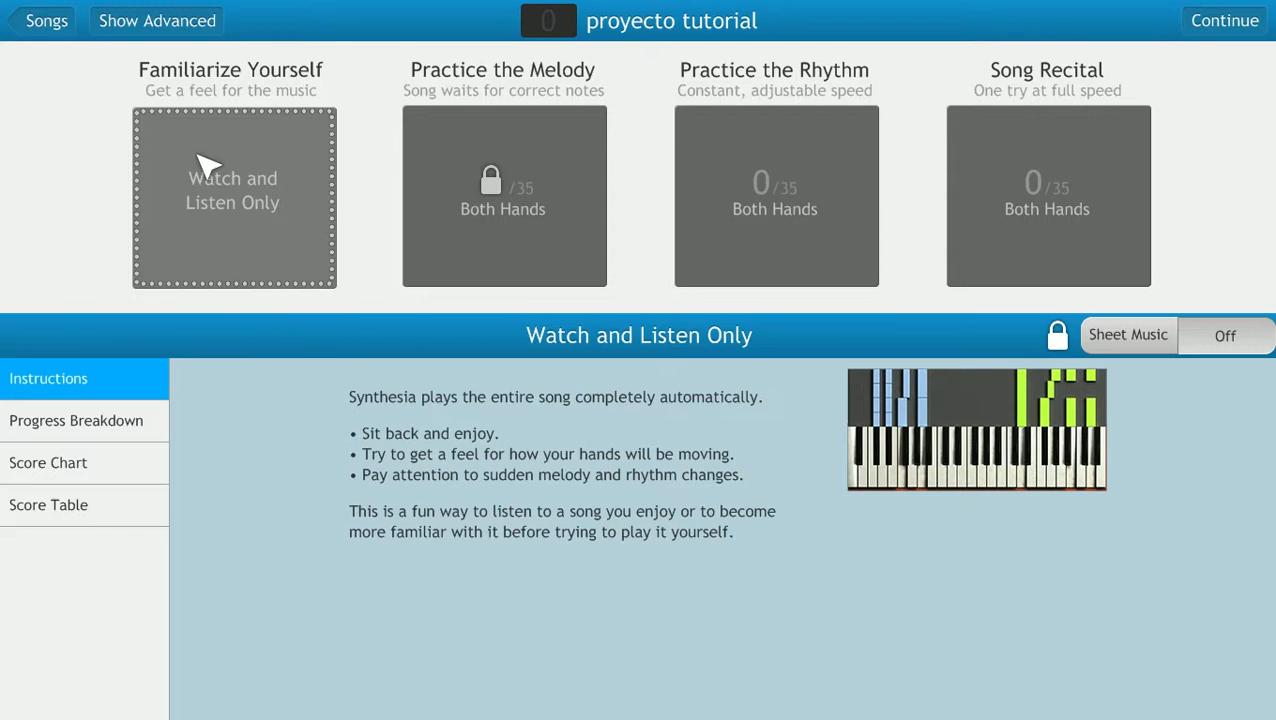 Songs
Show Advanced
0
proyecto tutorial
Continue
Familiarize Yourself
Get a feel for the music
Watch and
Listen Only
Practice the Melody
Song waits for correct notes
/35
Both Hands
Practice the Rhythm
Constant, adjustable speed
0/35
Both Hands
Song Recital
One try at full speed
0/35
Both Hands
Watch and Listen Only
Sheet Music
Off
Instructions
Progress Breakdown
Score Chart
Score Table
Synthesia plays the entire song completely automatically.
• Sit back and enjoy.
• Try to get a feel for how your hands will be moving.
• Pay attention to sudden melody and rhythm changes.
This is a fun way to listen to a song you enjoy or to become
more familiar with it before trying to play it yourself.